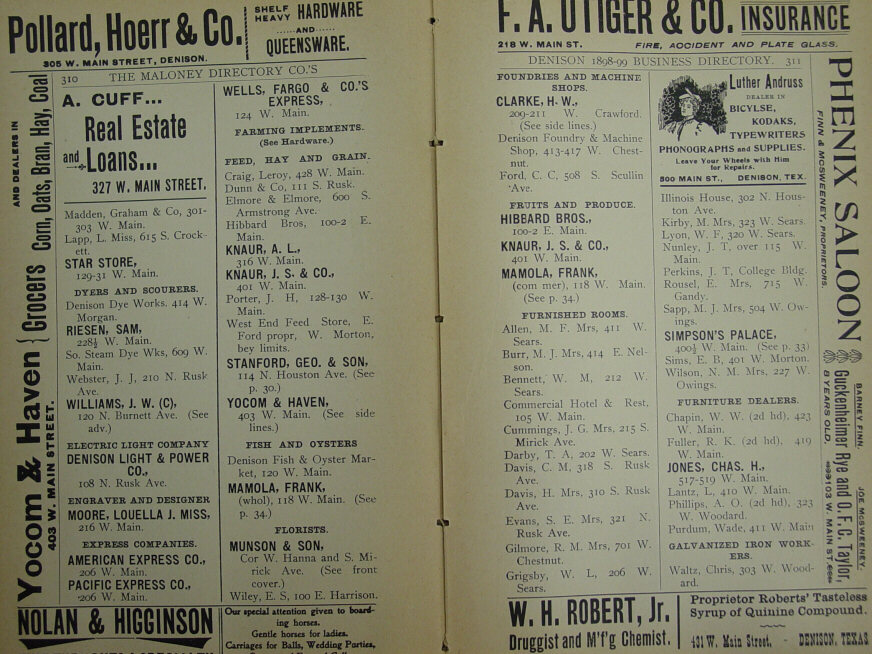 Pollard, Hoerr & Co.
305 W. MAIN STREET, DENISON.
SHELF HARDWARE
HEAVY
......AND......
QUEENSWARE.
310 THE MALONEY DIRECTORY CO.'S
Yocom & Haven } Grocers
AND DEALERS IN
Corn, Oats, Bran, Hay, Coal
403 W. MAIN STREET.
A. CUFF...
Real Estate
and Loans...
327 W. MAIN STREET.
Madden, Graham & Co, 301-
303 W. Main.
Lapp, L. Miss, 615 S. Crock-
ett.
STAR STORE,
129-31 W. Main.
DYERS AND SCOURERS.
Denison Dye Works. 414 W.
Morgan.
RIESEN, SAM,
228½ W. Main.
So. Steam Dye Wks, 609 W.
Main.
Webster, J. J, 210 N. Rusk
Ave.
WILLIAMS, J. W. (C),
120 N. Burnett Ave. (See
adv.)
ELECTRIC LIGHT COMPANY
DENISON LIGHT & POWER
CO.,
108 N. Rusk Ave.
ENGRAVER AND DESIGNER
MOORE, LOUELLA J. MISS,
216 W. Main.
EXPRESS COMPANIES.
AMERICAN EXPRESS CO.,
206 W. Main.
PACIFIC EXPRESS CO.,
206 W. Main.
WELLS, FARGO & CO.'S
EXPRESS,
124 W. Main.
FARMING IMPLEMENTS.
(See Hardware.)
FEED, HAY AND GRAIN.
Craig, Leroy, 428 W. Main.
Dunn & Co, 111 S. Rusk.
Elmore & Elmore, 600 S.
Armstrong Ave.
Hibbard Bros, 100-2 E.
Main.
KNAUR, A. L.,
316 W. Main.
KNAUR, J. S. & CO.,
401 W. Main.
Porter, J. H, 128-130 W.
Main.
West End Feed Store, E.
Ford propr, W. Morton,
bey limits.
STANFORD, GEO. & SON,
114 N. Houston Ave. (See
p. 30.)
YOCOM & HAVEN,
403 W. Main. (See side
lines.)
FISH AND OYSTERS
Denison Fish & Oyster Mar-
ket, 120 W. Main.
MAMOLA, FRANK,
(whol), 118 W. Main. (See
p. 34.)
FLORISTS.
MUNSON & SON,
Cor W. Hanna and S. Mi-
rick Ave. (See front
cover.)
Wiley, E. S, 100 E. Harrison.
NOLAN & HIGGINSON
Our special attention given to board-
ing horses.
Gentle horses for ladies.
Carriages for Balls, Wedding Parties,
F. A. UTIGER & CO. INSURANCE
218 W. MAIN ST. FIRE, ACCIDENT AND PLATE GLASS.
DENISON 1898-99 BUSINESS DIRECTORY. 311
FOUNDRIES AND MACHINE
SHOPS.
CLARKE, H. W.,
209-211 W. Crawford.
(See side lines.)
Denison Foundry & Machine
Shop, 413-417 W. Chest-
nut.
Ford, C. C, 508 S. Scullin
Ave.
FRUITS AND PRODUCE.
HIBBARD BROS.,
100-2 E. Main.
KNAUR, J. S. & CO.,
401 W. Main.
MAMOLA, FRANK,
(com mer), 118 W. Main.
(See p. 34.)
FURNISHED ROOMS.
Allen, M. F. Mrs, 411 W.
Sears.
Burr, M. J. Mrs, 414 E. Nel-
son.
Bennett, W. M, 212 W.
Sears.
Commercial Hotel & Rest,
105 W. Main.
Cummings, J. G. Mrs, 215 S.
Mirick Ave.
Darby, T. A, 202 W. Sears.
Davis, C. M, 318 S. Rusk
Ave.
Davis, H. Mrs, 310 S. Rusk
Ave.
Evans, S. E. Mrs, 321 N.
Rusk Ave.
Gilmore, R. M. Mrs, 701 W.
Chestnut.
Grigsby, W. L, 206 W.
Sears.
Luther Andruss
DEALER IN
BICYLSE,
KODAKS,
TYPEWRITERS
PHONOGRAPHS and SUPPLIES.
Leave Your Wheels with Him
for Repairs.
500 MAIN ST., DENISON, TEX.
Illinois House, 302 N. Hous-
ton Ave.
Kirby, M. Mrs, 323 W. Sears
Lyon, W. F, 320 W. Sears.
Nunley, J. T, over 115 W.
Main.
Perkins, J. T, College Bldg.
Rousel, E. Mrs, 715 W.
Gandy.
Sapp, M. J. Mrs, 504 W. Ow-
ings.
SIMPSON'S PALACE,
400½ W. Main. (See p. 33)
Sims, E. B, 401 W. Morton.
Wilson, N. M. Mrs, 227 W.
Owings.
FURNITURE DEALERS.
Chapin, W. W. (2d hd), 423
W. Main.
Fuller, R. K. (2d hd), 419
W. Main.
JONES, CHAS. H.,
517-519 W. Main.
Lantz, L, 410 W. Main.
Phillips, A. O. (2d hd), 323
W. Woodard.
Purdum, Wade, 411 W. Main
GALVANIZED IRON WORK-
ERS.
Waltz, Chris, 303 W. Wood-
ard.
PHENIX SALOON
FINN & McSWEENEY, PROPRIETORS.
BARNEY FINN. JOE McSWEENEY.
Guckenheimer Rye and O. F. C. Taylor,
8 YEARS OLD. 103 W. MAIN ST.
W. H. ROBERT, Jr.
Druggist and M'f'g Chemist.
Proprietor Roberts' Tasteless
Syrup of Quinine Compound.
401 W. Main Street. - DENISON, TEXAS